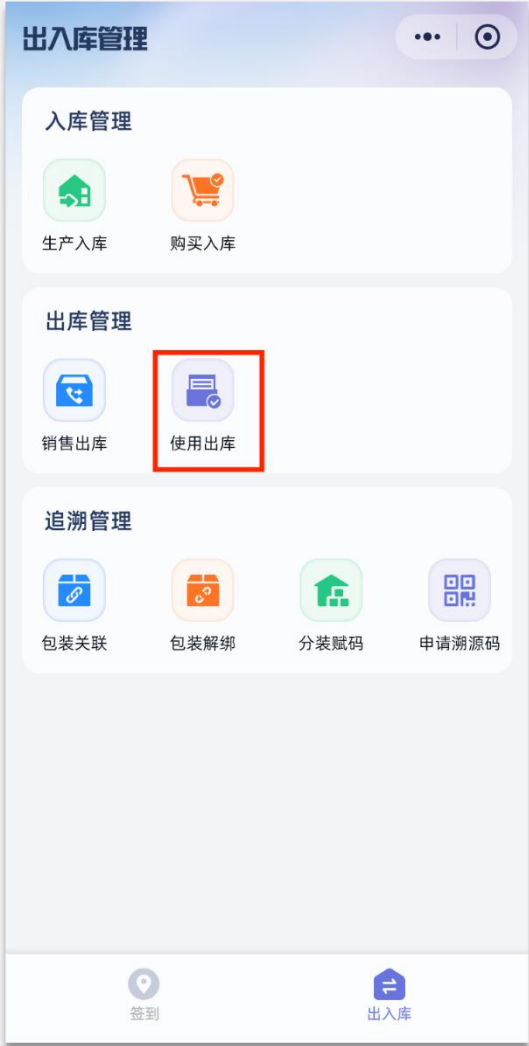 出入库管理
入库管理
生产入库 购买入库
出库管理
销售出库 使用出库
追溯管理
包装关联 包装解绑 分装赋码 申请溯源码
签到 出入库